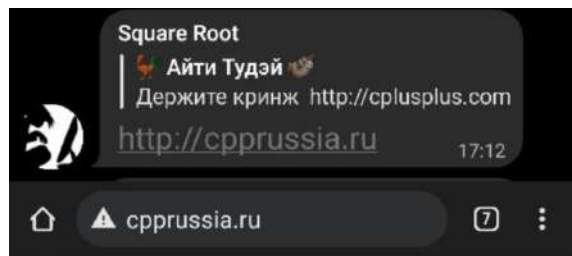 Square Root
🐓 Айти Тудэй 🦥
Держите кринж http://cplusplus.com
http://cpprussia.ru
17:12
cpprussia.ru
7